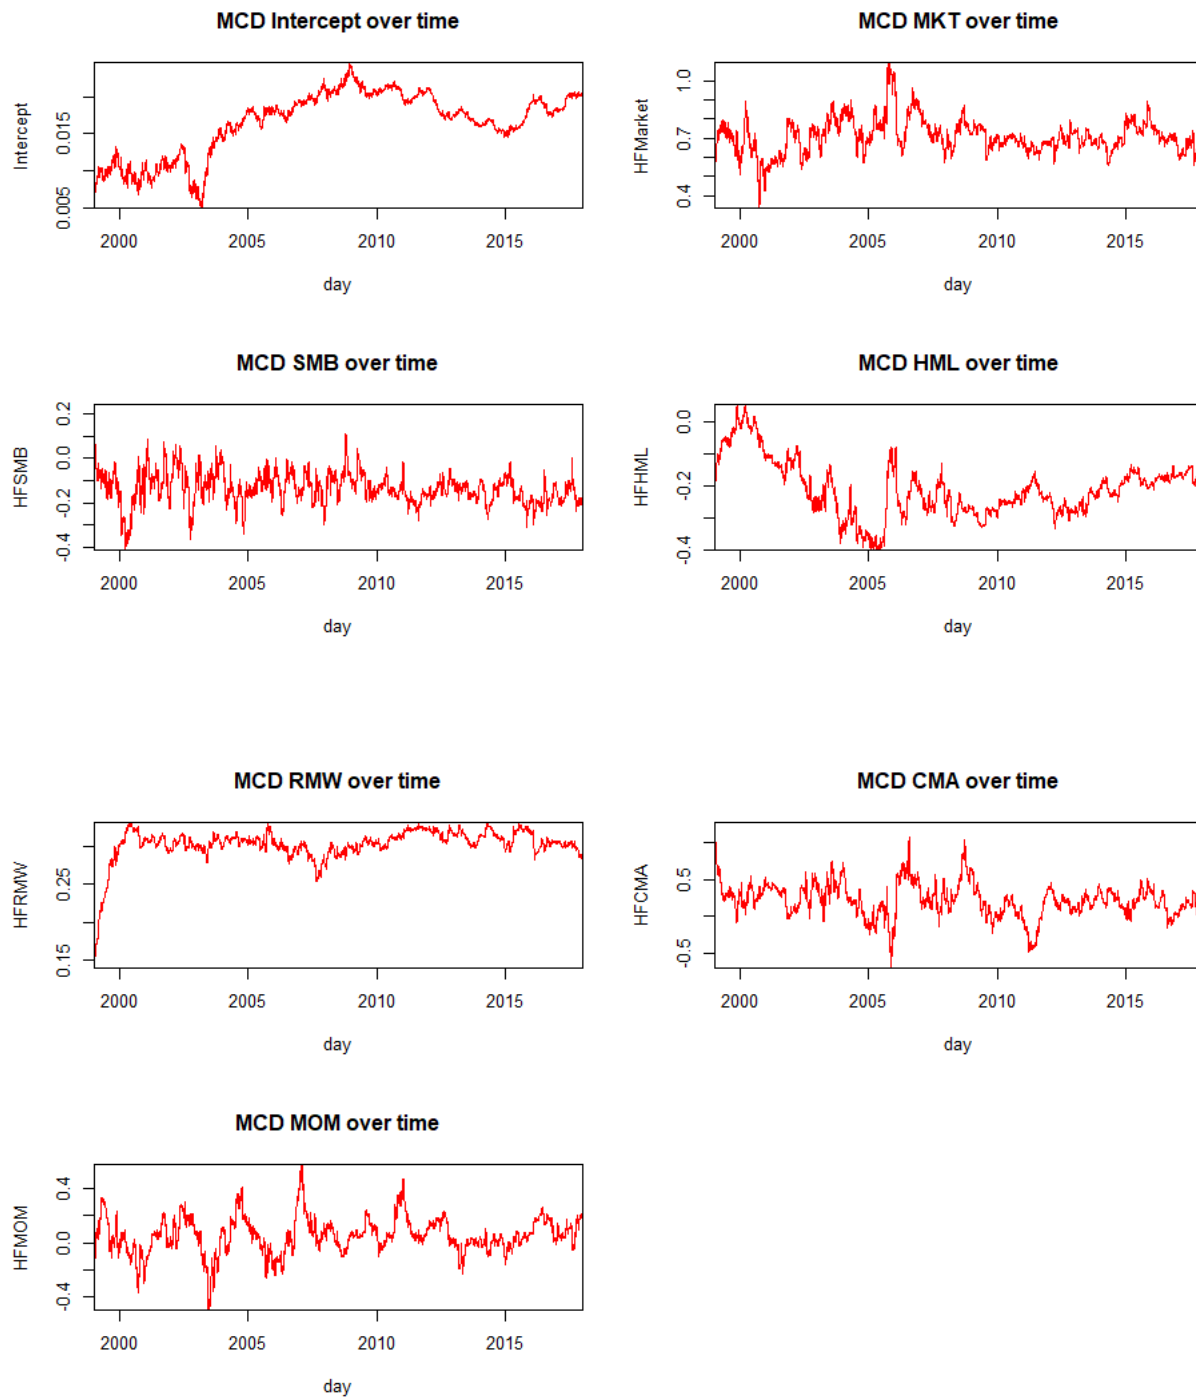 MCD Intercept over time
Intercept
0.005 0.015
2000 2005 2010 2015
day
MCD MKT over time
HFMarket
0.4 0.7 1.0
2000 2005 2010 2015
day
MCD SMB over time
HFSMB
-0.4 -0.2 0.0 0.2
2000 2005 2010 2015
day
MCD HML over time
HFHML
-0.4 -0.2 0.0
2000 2005 2010 2015
day
MCD RMW over time
HFRMW
0.15 0.25
2000 2005 2010 2015
day
MCD CMA over time
HFCMA
-0.5 0.5
2000 2005 2010 2015
day
MCD MOM over time
HFMOM
-0.4 0.0 0.4
2000 2005 2010 2015
day